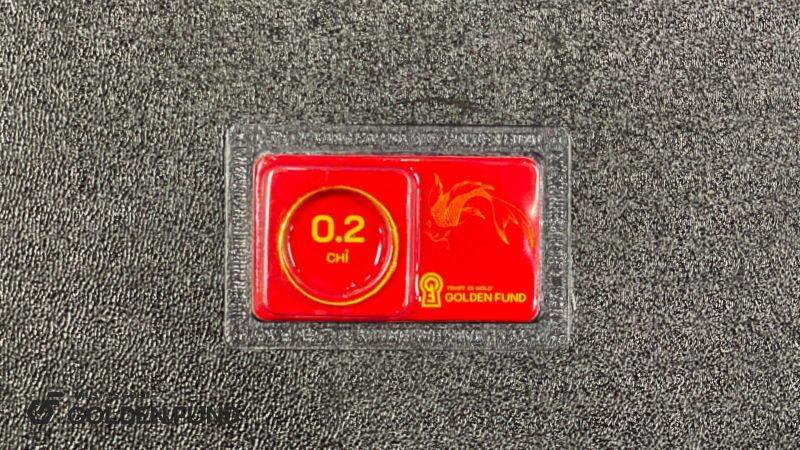 0.2
CHỈ
TRUST IS GOLD
GOLDEN FUND
GOLDEN FUND